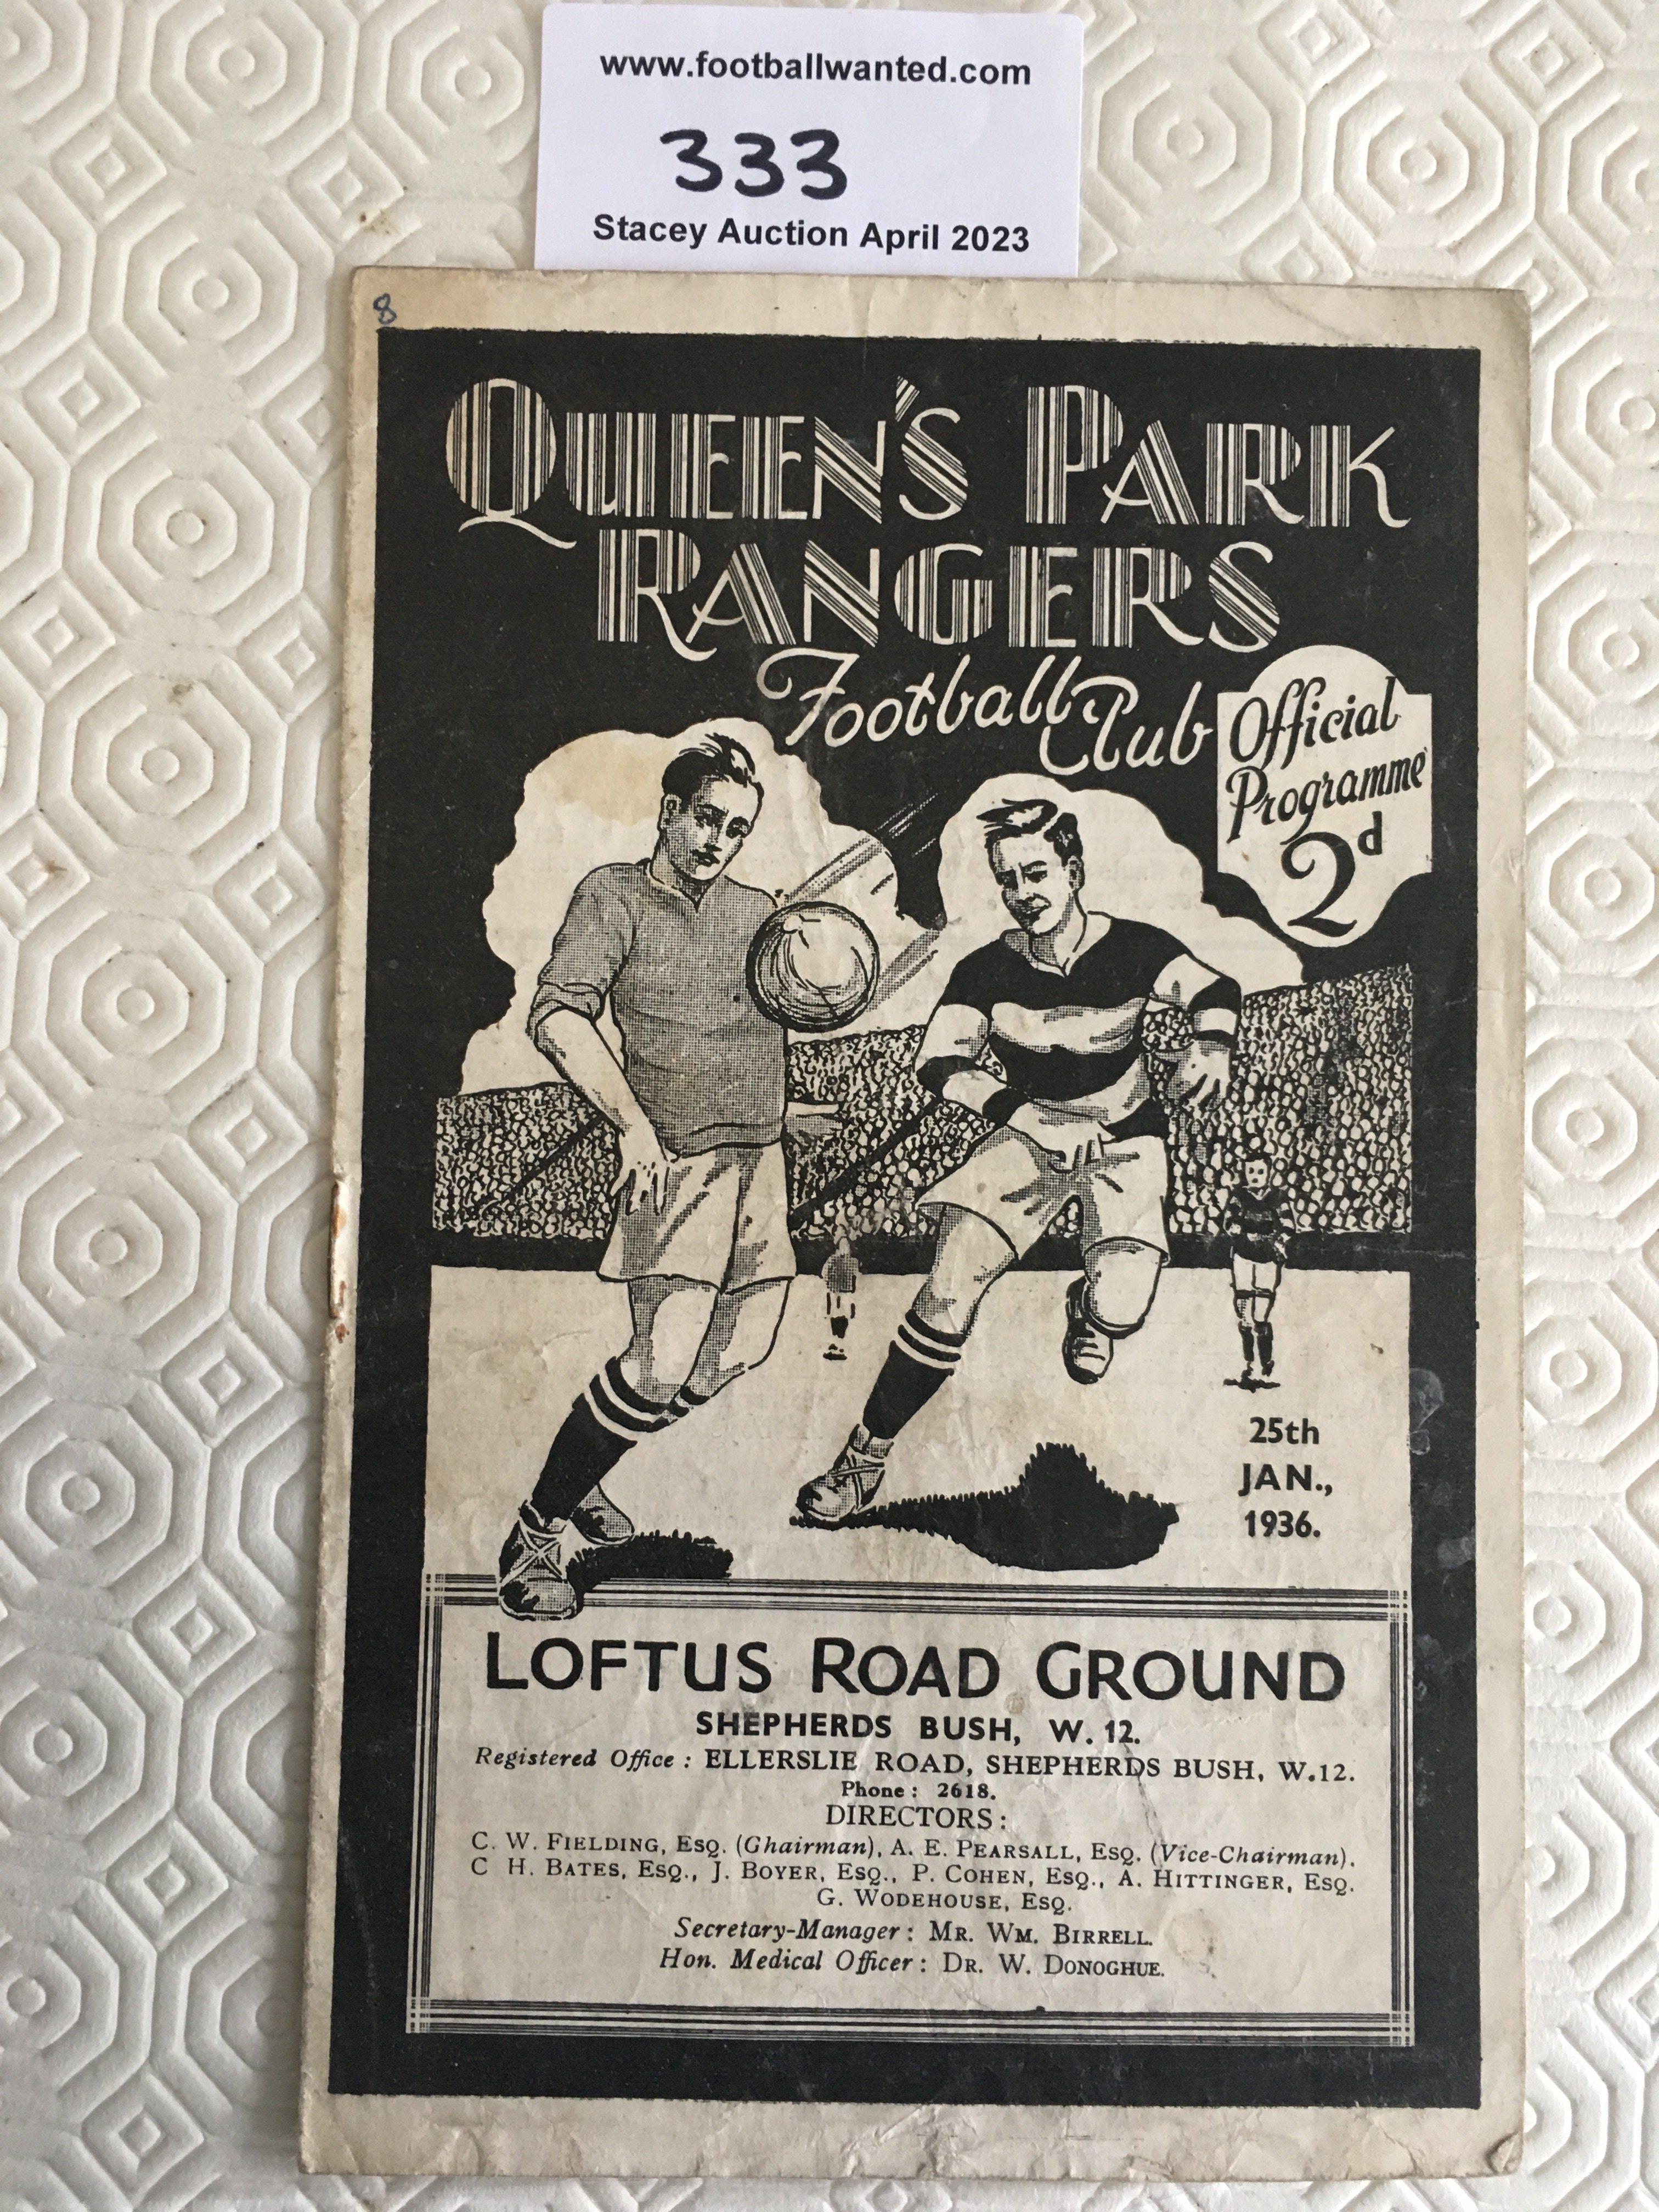 www.footballwanted.com
333
Stacey Auction April 2023
8
QUEEN'S PARK
RANGERS
Football Club
Official
Programme
2d
25th
JAN.,
1936.
LOFTUS ROAD GROUND
SHEPHERDS BUSH, W. 12.
Registered Office : ELLERSLIE ROAD, SHEPHERDS BUSH, W.12.
Phone : 2618.
DIRECTORS :
C. W. FIELDING, ESQ. (Ghairman), A. E. PEARSALL, ESQ. (Vice-Chairman).
C H. BATES, ESQ., J. BOYER, ESQ., P. COHEN, ESQ., A. HITTINGER, ESQ.
G. WODEHOUSE, ESQ.
Secretary-Manager : MR. WM. BIRRELL.
Hon. Medical Officer : DR. W. DONOGHUE.